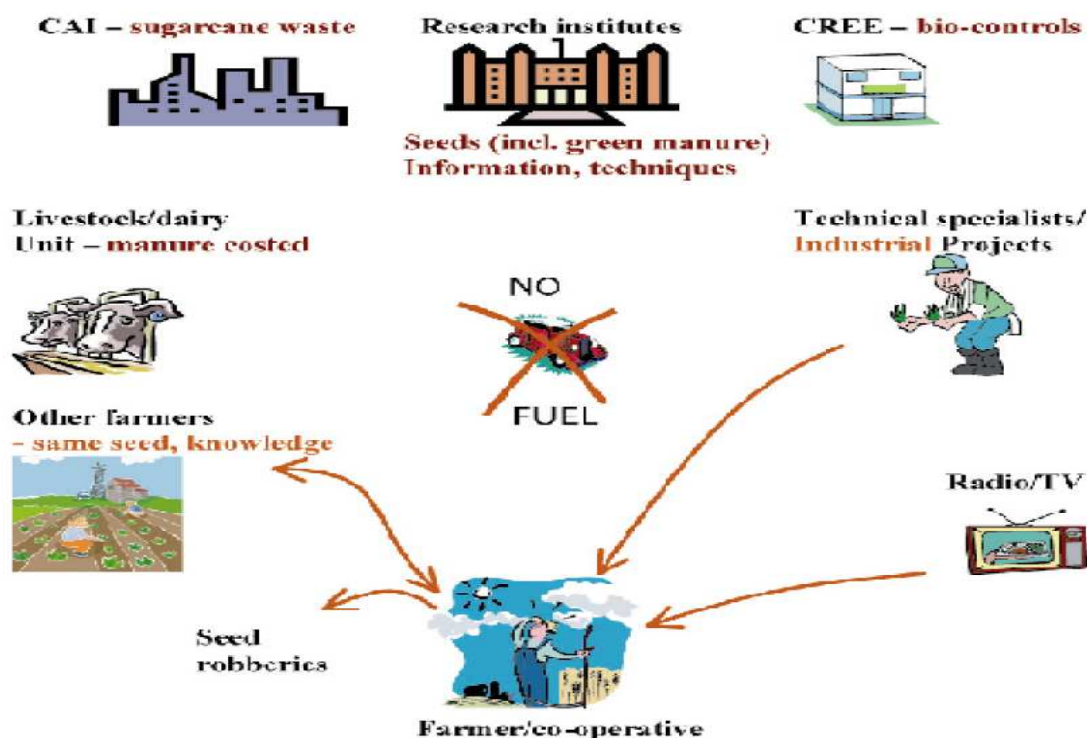 CAI – sugarcane waste
Research institutes
CREE – bio-controls
Seeds (incl. green manure)
Information, techniques
Livestock/dairy
Unit – manure costed
Technical specialists/
Industrial Projects
NO
FUEL
Other farmers
- same seed, knowledge
Radio/TV
Seed
robberies
Farmer/co-operative